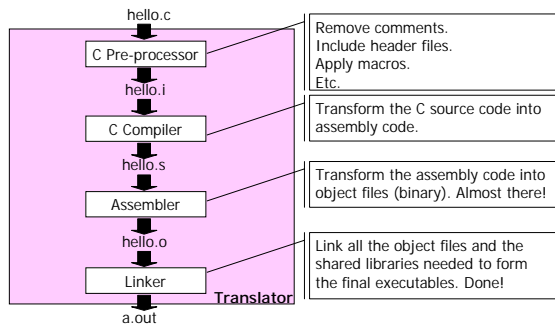 hello.c
C Pre-processor
Remove comments.
Include header files.
Apply macros.
Etc.
hello.i
C Compiler
Transform the C source code into
assembly code.
hello.s
Assembler
Transform the assembly code into
object files (binary). Almost there!
hello.o
Linker
Link all the object files and the
shared libraries needed to form
the final executables. Done!
Translator
a.out